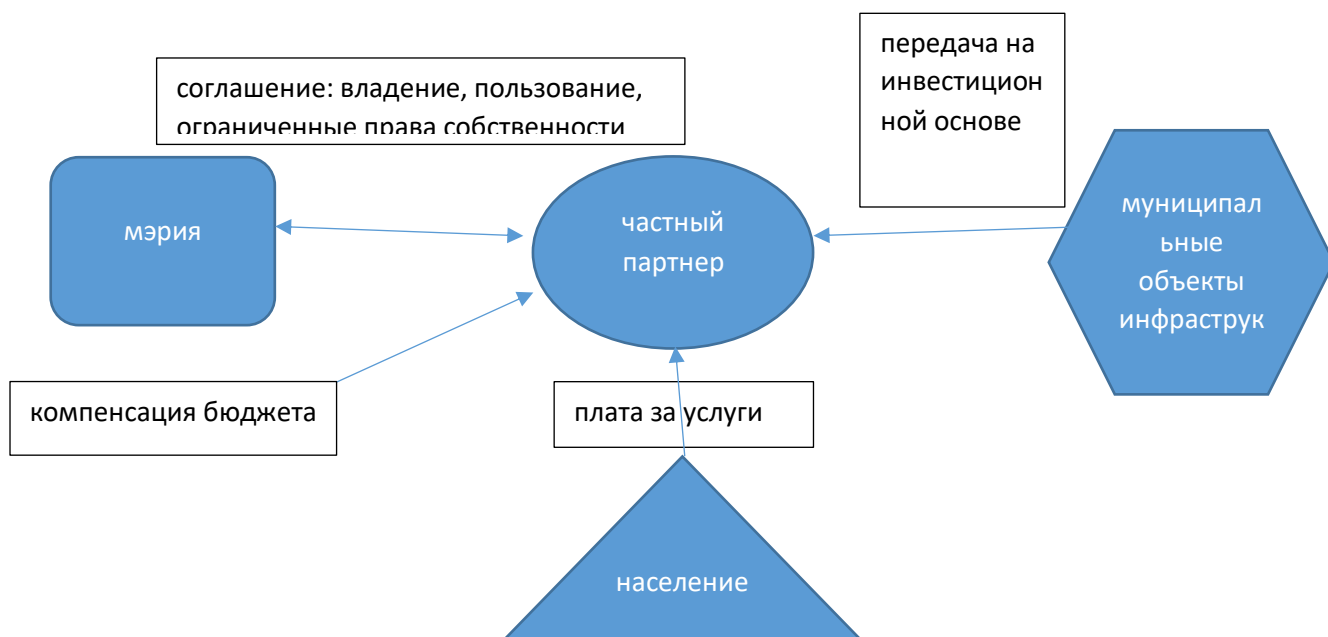 передача на
инвестицион
ной основе
соглашение: владение, пользование,
ограниченные права собственности
мэрия
частный
партнер
муниципал
ьные
объекты
инфраструк
компенсация бюджета
плата за услуги
население